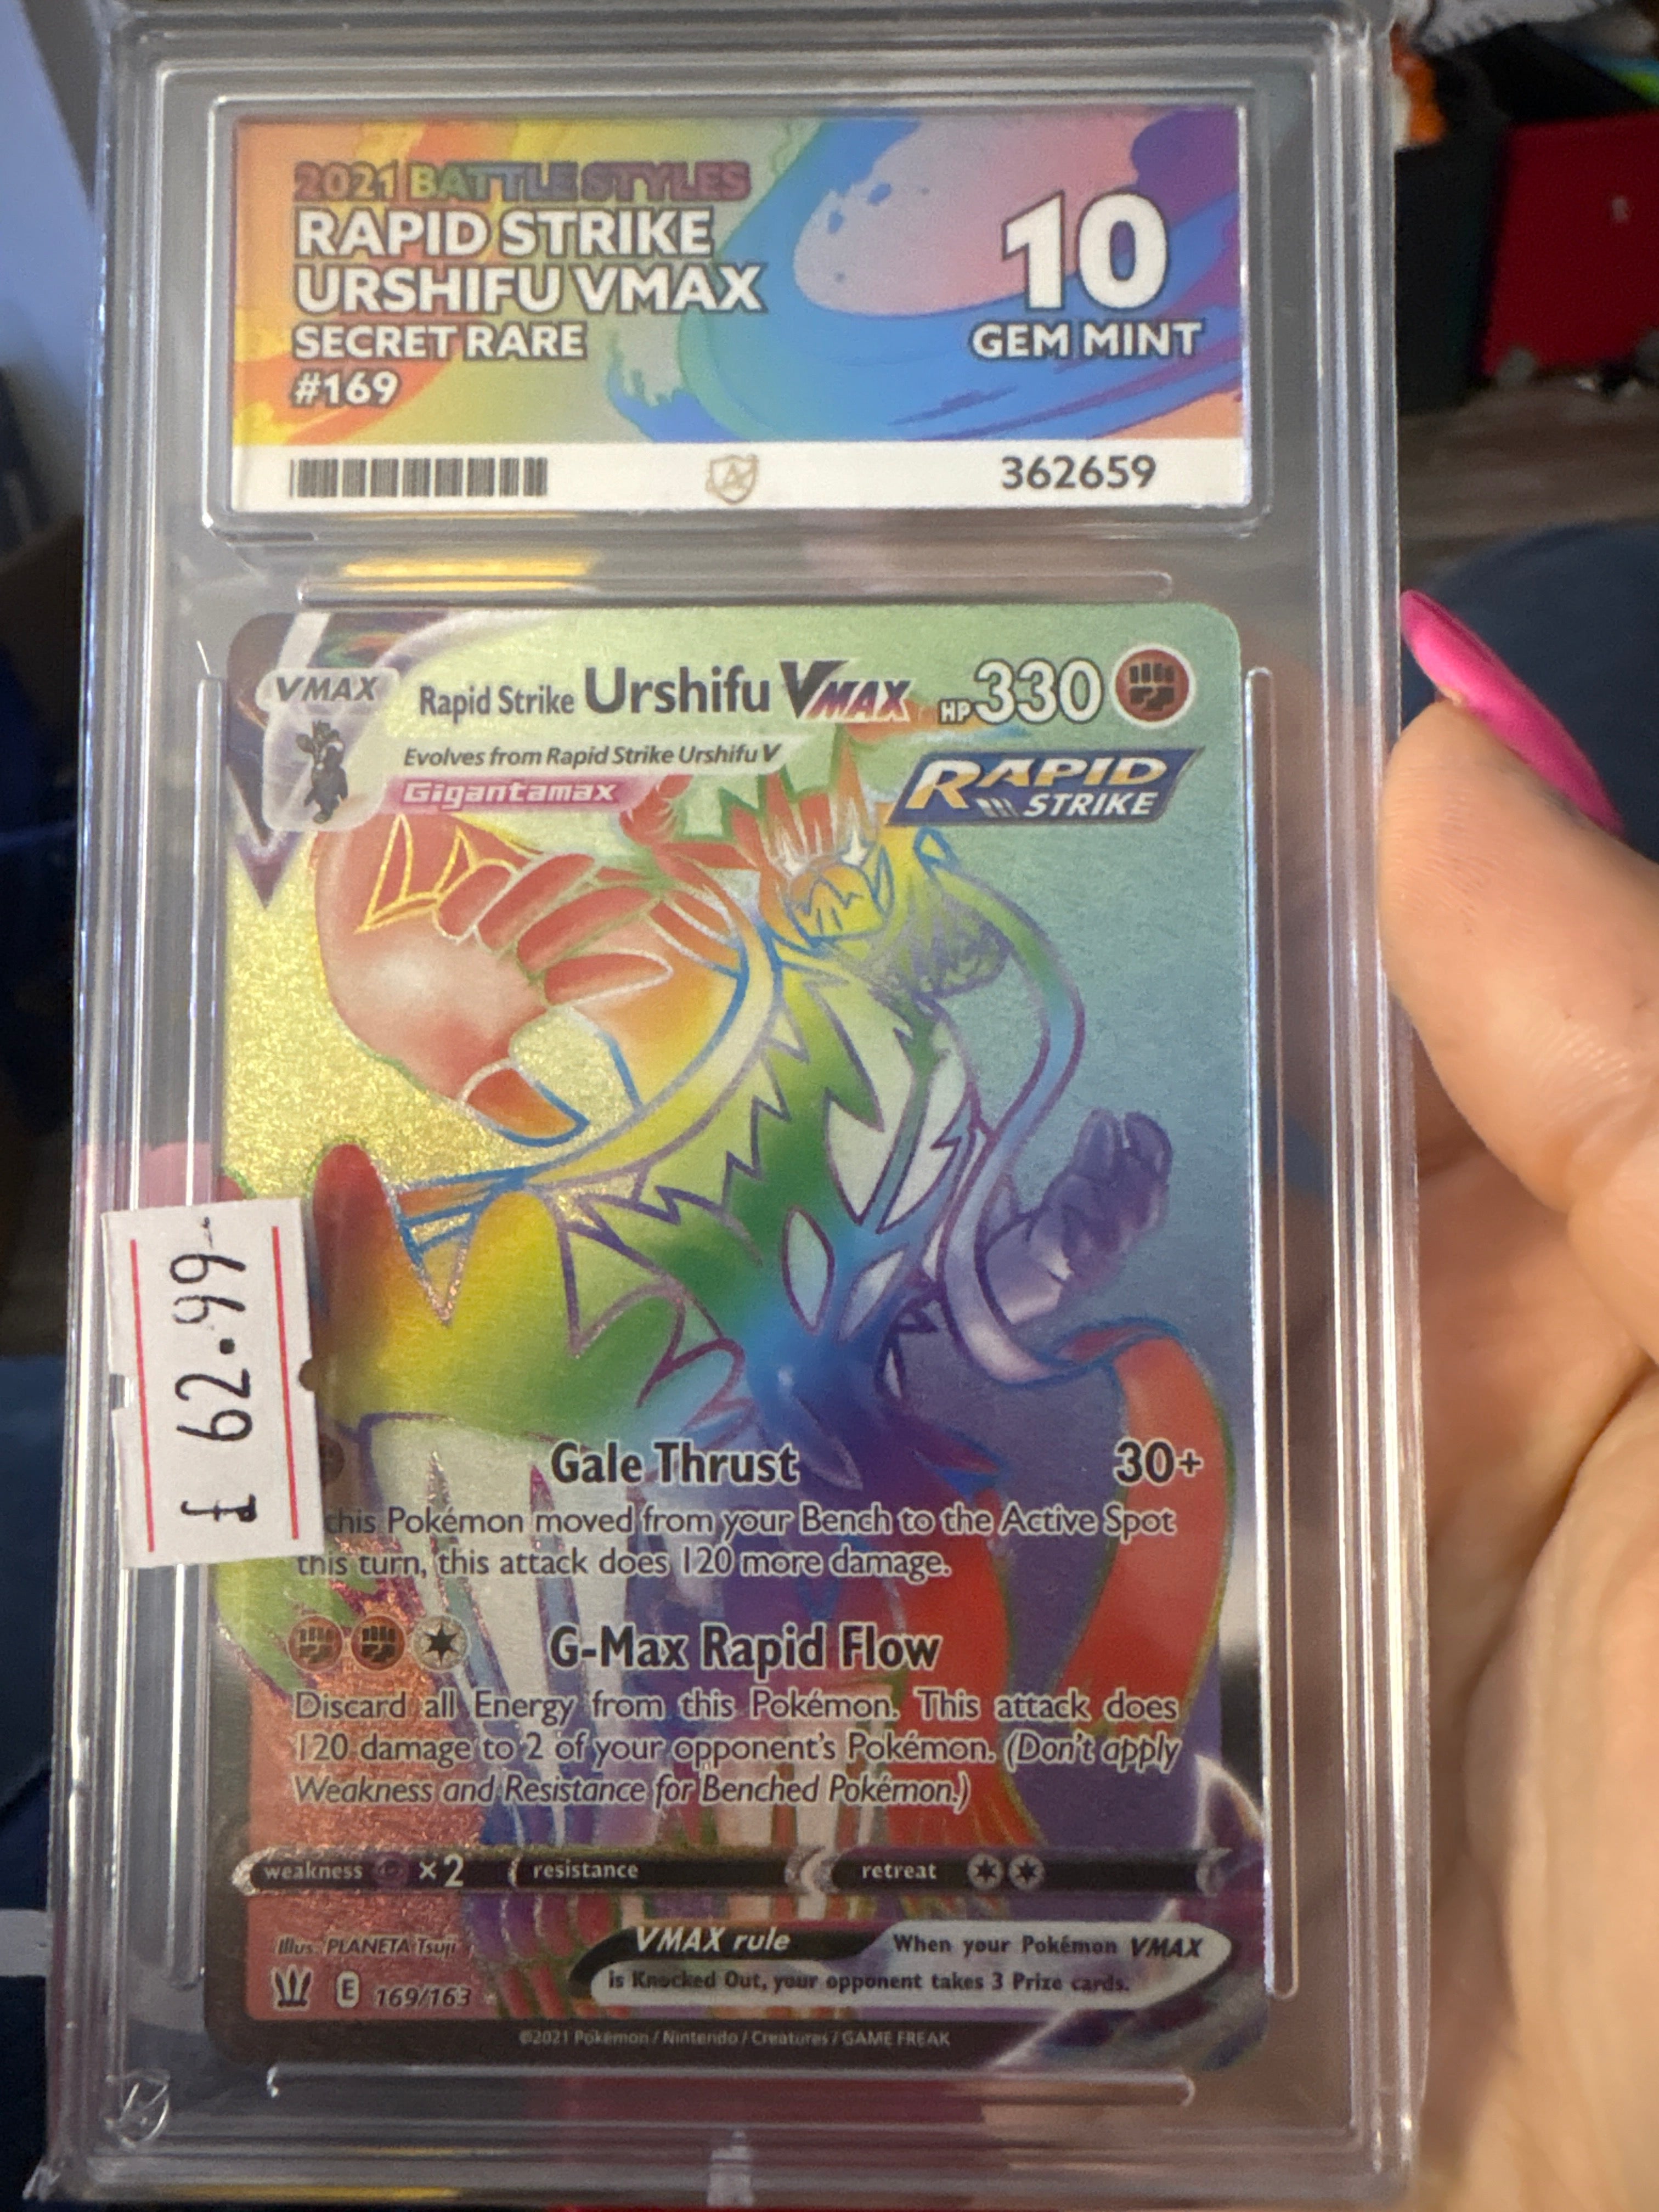 2021 BATTLE STYLES
RAPID STRIKE
URSHIFU VMAX
SECRET RARE
#169
10
GEM MINT
362659
VMAX
Rapid Strike Urshifu VMAX HP 330
Evolves from Rapid Strike Urshifu V
Gigantamax
RAPID
STRIKE
£ 62.99
Gale Thrust 30+
this Pokémon moved from your Bench to the Active Spot
this turn, this attack does 120 more damage.
G-Max Rapid Flow
Discard all Energy from this Pokémon. This attack does
120 damage to 2 of your opponent's Pokémon. (Don't apply
Weakness and Resistance for Benched Pokémon.)
weakness ×2 resistance retreat
Illus. PLANETA Tsuji
VMAX rule When your Pokémon VMAX
is Knocked Out, your opponent takes 3 Prize cards.
E 169/163
©2021 Pokémon / Nintendo / Creatures / GAME FREAK